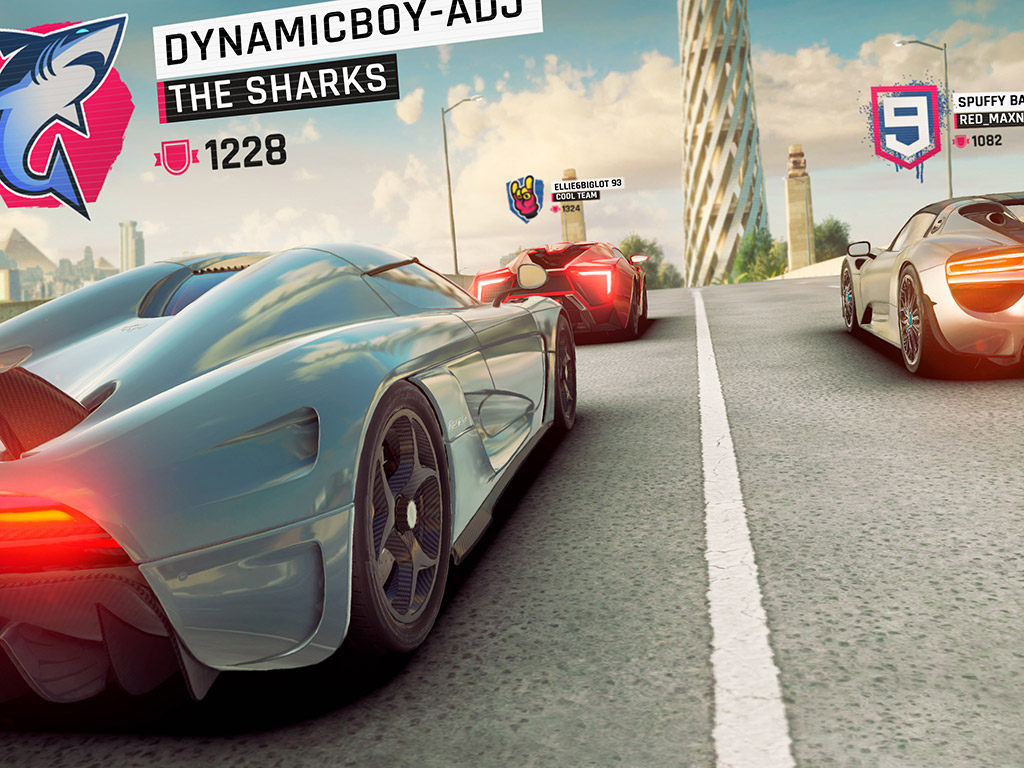 DYNAMICBOY-ADJ
THE SHARKS
1228
ELLIE6BIGLOT 93
COOL TEAM
1324
9
SPUFFY BA
RED_MAXN
1082